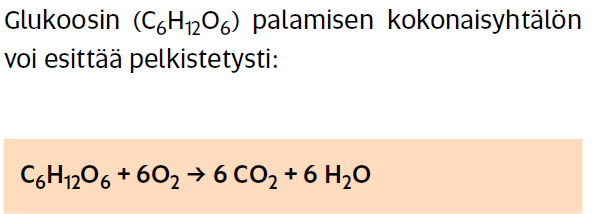 Glukoosin (C₆H₁₂O₆) palamisen kokonaisyhtälön
voi esittää pelkistetysti:
C₆H₁₂O₆ + 6O₂ → 6 CO₂ + 6 H₂O